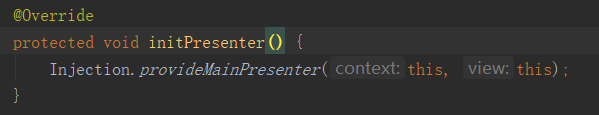 @Override
protected void initPresenter() {
Injection.provideMainPresenter( context: this, view: this);
}